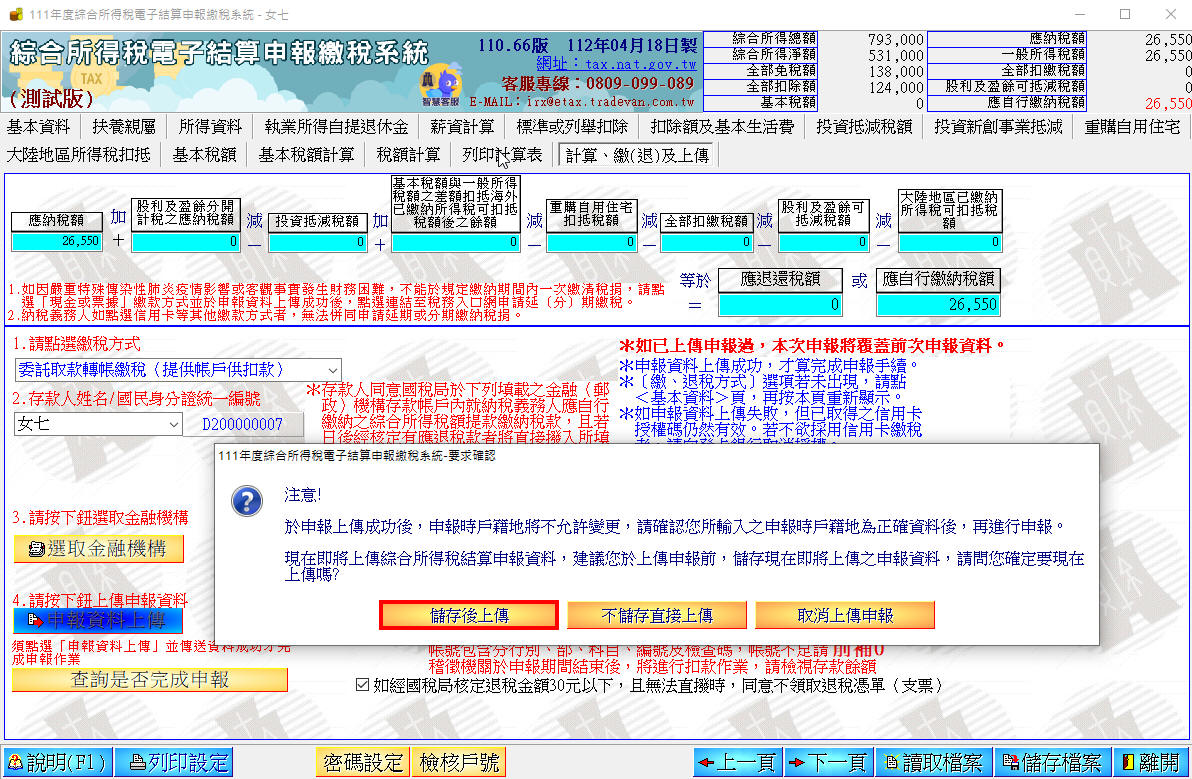 111年度綜合所得稅電子結算申報繳稅系統 - 女七
綜合所得稅電子結算申報繳稅系統
(測試版)
智慧客服
110.66版 112年04月18日製
網址：tax.nat.gov.tw
客服專線：0809-099-089
E-MAIL：irx@etax.tradevan.com.tw
綜合所得總額 793,000 應納稅額 26,550
綜合所得淨額 531,000 一般所得稅額 26,550
全部免稅額 138,000 全部扣繳稅額 0
全部扣除額 124,000 股利及盈餘可抵減稅額 0
基本稅額 0 應自行繳納稅額 26,550
基本資料 扶養親屬 所得資料 執業所得自提退休金 薪資計算 標準或列舉扣除 扣除額及基本生活費 投資抵減稅額 投資新創事業抵減 重購自用住宅
大陸地區所得稅扣抵 基本稅額 基本稅額計算 稅額計算 列印計算表 計算、繳(退)及上傳
應納稅額
26,550
加
+
股利及盈餘分開
計稅之應納稅額
0
減
—
投資抵減稅額
0
加
+
基本稅額與一般所得
稅額之差額扣抵海外
已繳納所得稅可扣抵
稅額後之餘額
0
減
—
重購自用住宅
扣抵稅額
0
減
—
全部扣繳稅額
0
減
—
股利及盈餘可
抵減稅額
0
減
—
大陸地區已繳納
所得稅可扣抵稅
額
0
1.如因嚴重特殊傳染性肺炎疫情影響或客觀事實發生財務困難，不能於規定繳納期間內一次繳清稅捐，請點
選「現金或票據」繳款方式並於申報資料上傳成功後，點選連結至稅務入口網申請延（分）期繳稅。
2.納稅義務人如點選信用卡等其他繳款方式者，無法併同申請延期或分期繳納稅捐。
等於
=
應退還稅額
0
或
應自行繳納稅額
26,550
1.請點選繳稅方式
委託取款轉帳繳稅（提供帳戶供扣款）
2.存款人姓名/國民身分證統一編號
女七 D200000007
＊存款人同意國稅局於下列填載之金融（郵
政）機構存款帳戶內就納稅義務人應自行
繳納之綜合所得稅額提款繳納稅款，且若
日後經核定有應退稅款者將直接撥入所填
＊如已上傳申報過，本次申報將覆蓋前次申報資料。
＊申報資料上傳成功，才算完成申報手續。
＊〔繳、退稅方式〕選項若未出現，請點
＜基本資料＞頁，再按本頁重新顯示。
＊如申報資料上傳失敗，但已取得之信用卡
授權碼仍然有效。若不欲採用信用卡繳稅
3.請按下鈕選取金融機構
選取金融機構
4.請按下鈕上傳申報資料
申報資料上傳
須點選「申報資料上傳」並傳送資料成功才完
成申報作業
查詢是否完成申報
111年度綜合所得稅電子結算申報繳稅系統-要求確認
注意!
於申報上傳成功後，申報時戶籍地將不允許變更，請確認您所輸入之申報時戶籍地為正確資料後，再進行申報。
現在即將上傳綜合所得稅結算申報資料，建議您於上傳申報前，儲存現在即將上傳之申報資料，請問您確定要現在
上傳嗎?
儲存後上傳 不儲存直接上傳 取消上傳申報
帳號包含分行別、部、科目、編號及檢查碼，帳號不足請前補0
稽徵機關於申報期間結束後，將進行扣款作業，請檢視存款餘額
如經國稅局核定退稅金額30元以下，且無法直撥時，同意不領取退稅憑單（支票）
說明(F1) 列印設定 密碼設定 檢核戶號 上一頁 下一頁 讀取檔案 儲存檔案 離開